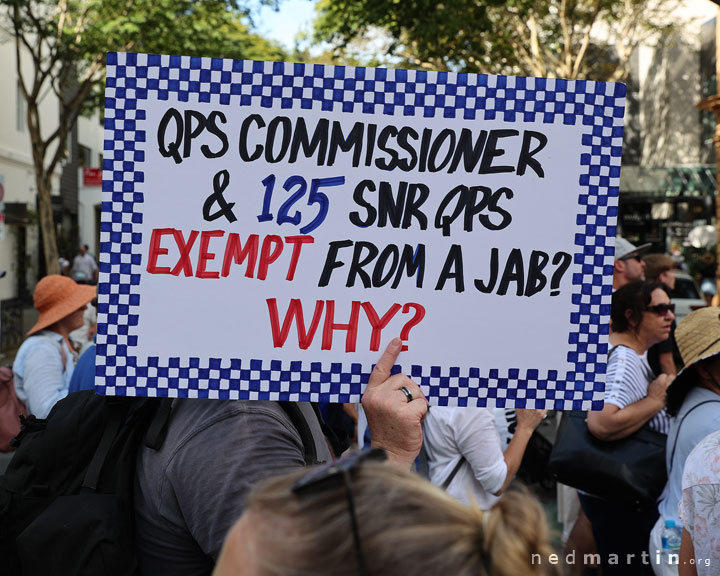 QPS COMMISSIONER
& 125 SNR QPS
EXEMPT FROM A JAB?
WHY?
nedmartin.org